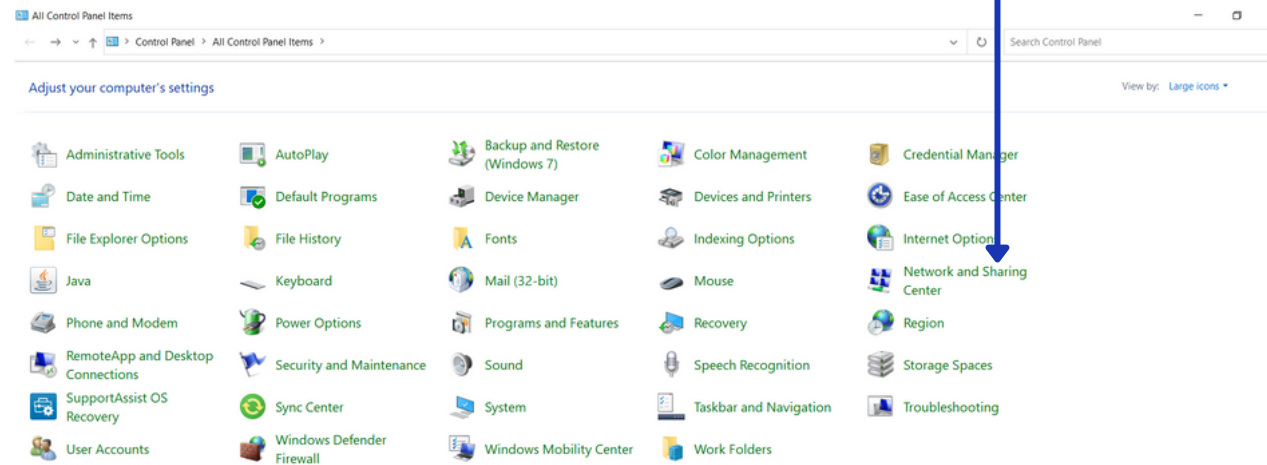 All Control Panel Items
Control Panel > All Control Panel Items >
Search Control Panel
Adjust your computer's settings
View by: Large icons
Administrative Tools
AutoPlay
Backup and Restore
(Windows 7)
Color Management
Credential Manager
Date and Time
Default Programs
Device Manager
Devices and Printers
Ease of Access Center
File Explorer Options
File History
Fonts
Indexing Options
Internet Options
Java
Keyboard
Mail (32-bit)
Mouse
Network and Sharing
Center
Phone and Modem
Power Options
Programs and Features
Recovery
Region
RemoteApp and Desktop
Connections
Security and Maintenance
Sound
Speech Recognition
Storage Spaces
SupportAssist OS
Recovery
Sync Center
System
Taskbar and Navigation
Troubleshooting
User Accounts
Windows Defender
Firewall
Windows Mobility Center
Work Folders